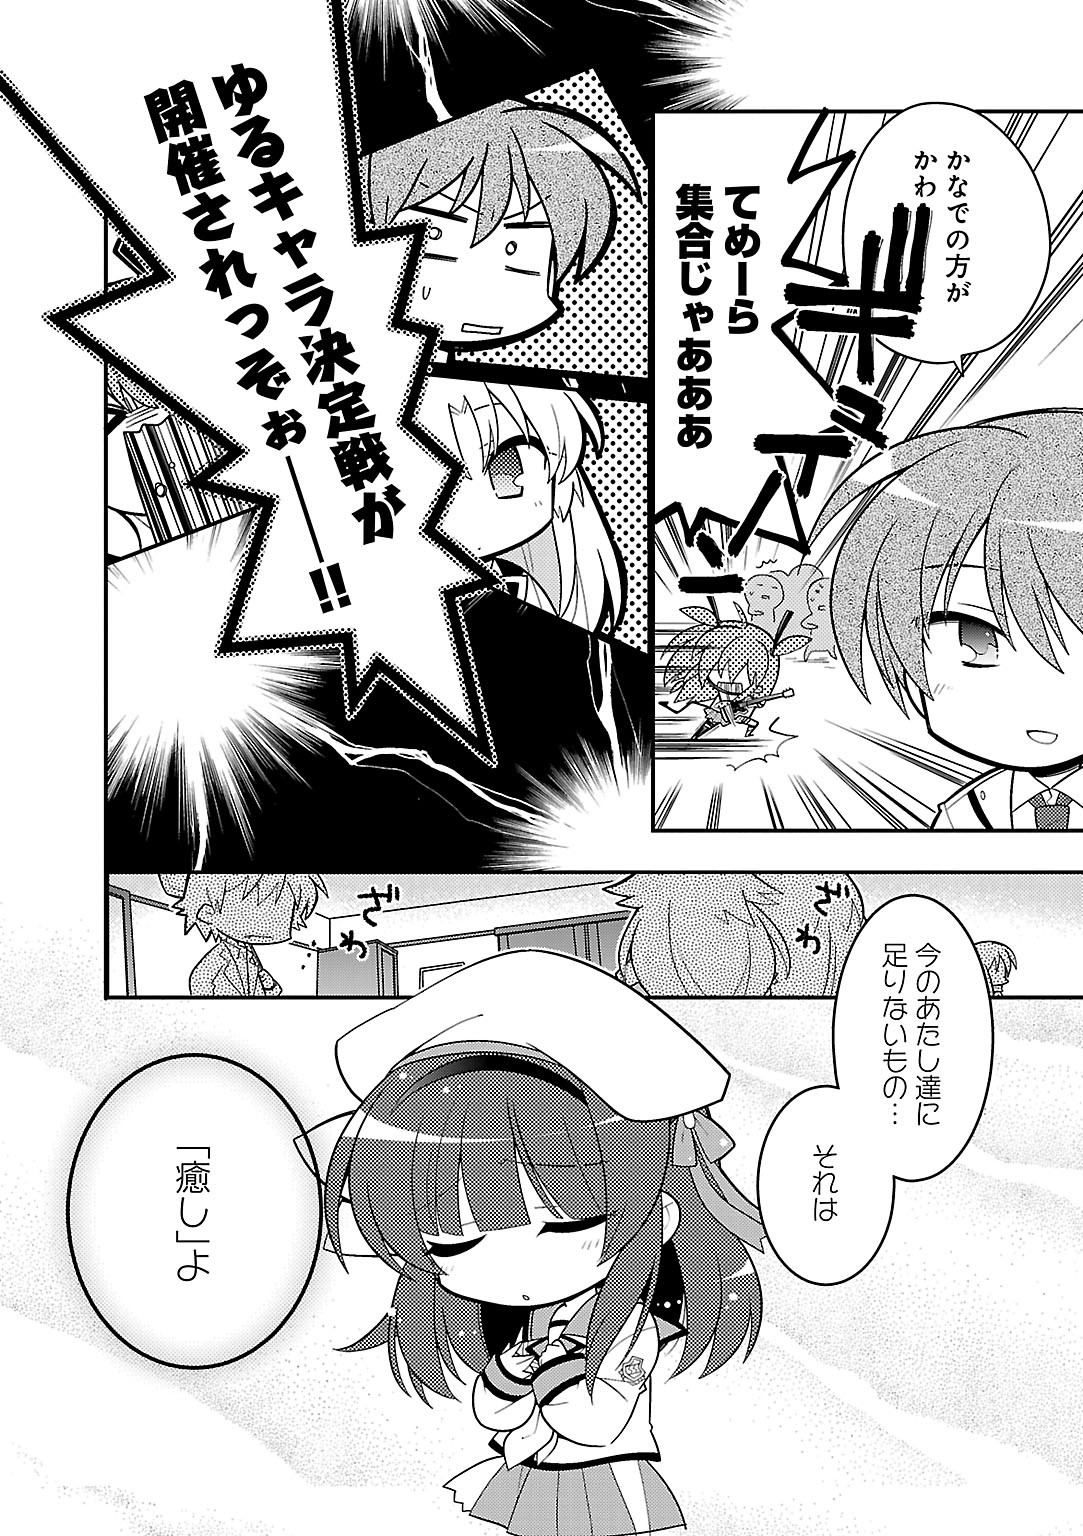 かなでの方が
かわ
ギュイーン
てめーら
集合じゃあああ
ゆるキャラ決定戦が
開催されっぞぉ――!!
ざわ
ざわ
今のあたし達に
足りないもの…
それは
「癒し」よ